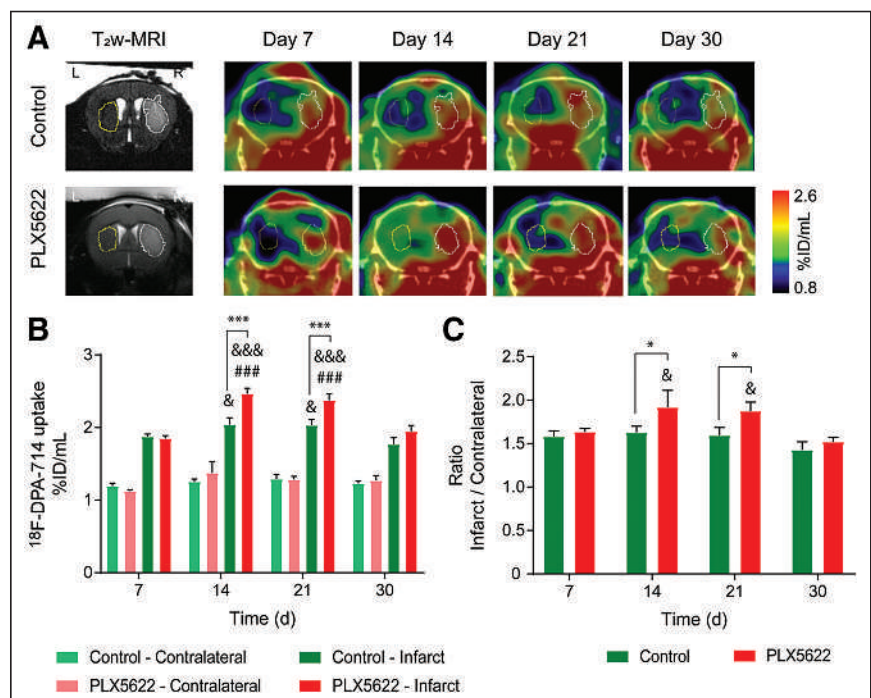 A
T₂w-MRI Day 7 Day 14 Day 21 Day 30
L R
Control
L R
PLX5622
2.6
%ID/mL
0.8
B
¹⁸F-DPA-714 uptake
%ID/mL
3
2
1
0
*** ***
&&& &&&
### ###
& &
7 14 21 30
Time (d)
Control - Contralateral Control - Infarct
PLX5622 - Contralateral PLX5622 - Infarct
C
Ratio
Infarct / Contralateral
2.5
2.0
1.5
1.0
0.5
0
* *
& &
7 14 21 30
Time (d)
Control PLX5622